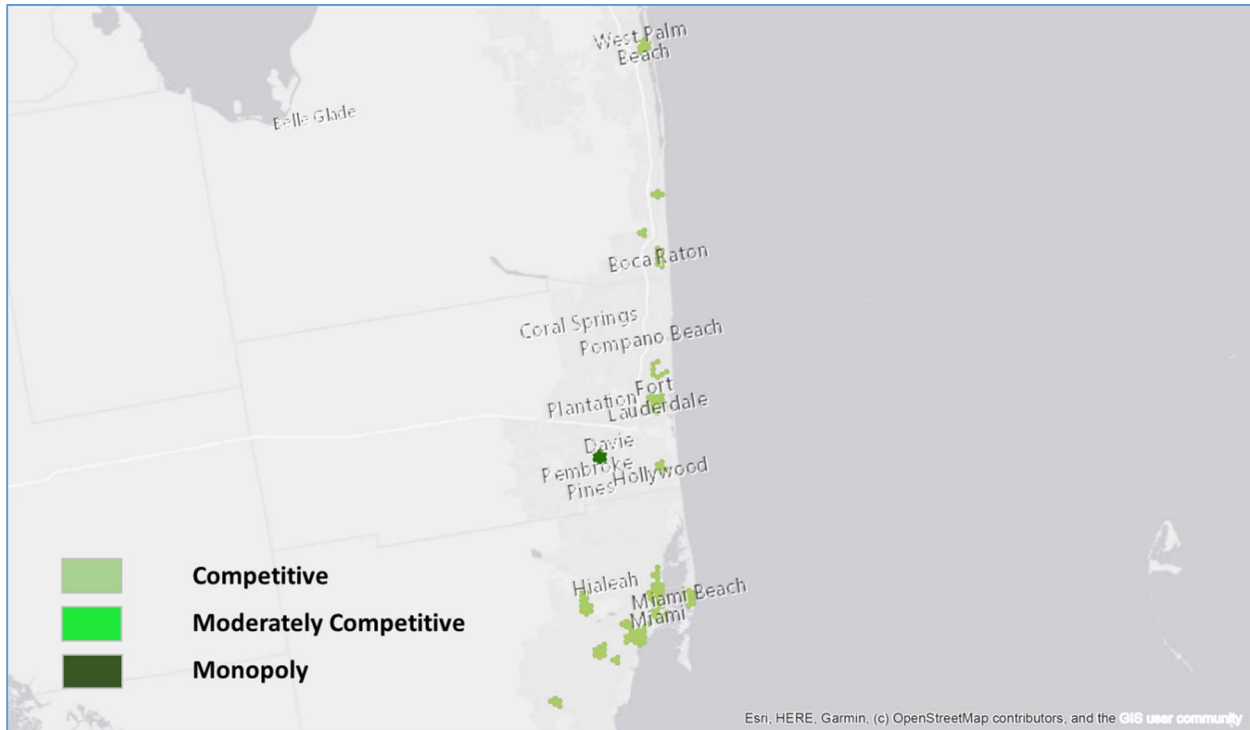 West Palm
Beach
Belle Glade
Boca Raton
Coral Springs
Pompano Beach
Fort
Lauderdale
Plantation
Davie
Pembroke
Pines
Hollywood
Hialeah
Miami Beach
Miami
Competitive
Moderately Competitive
Monopoly
Esri, HERE, Garmin, (c) OpenStreetMap contributors, and the GIS user community